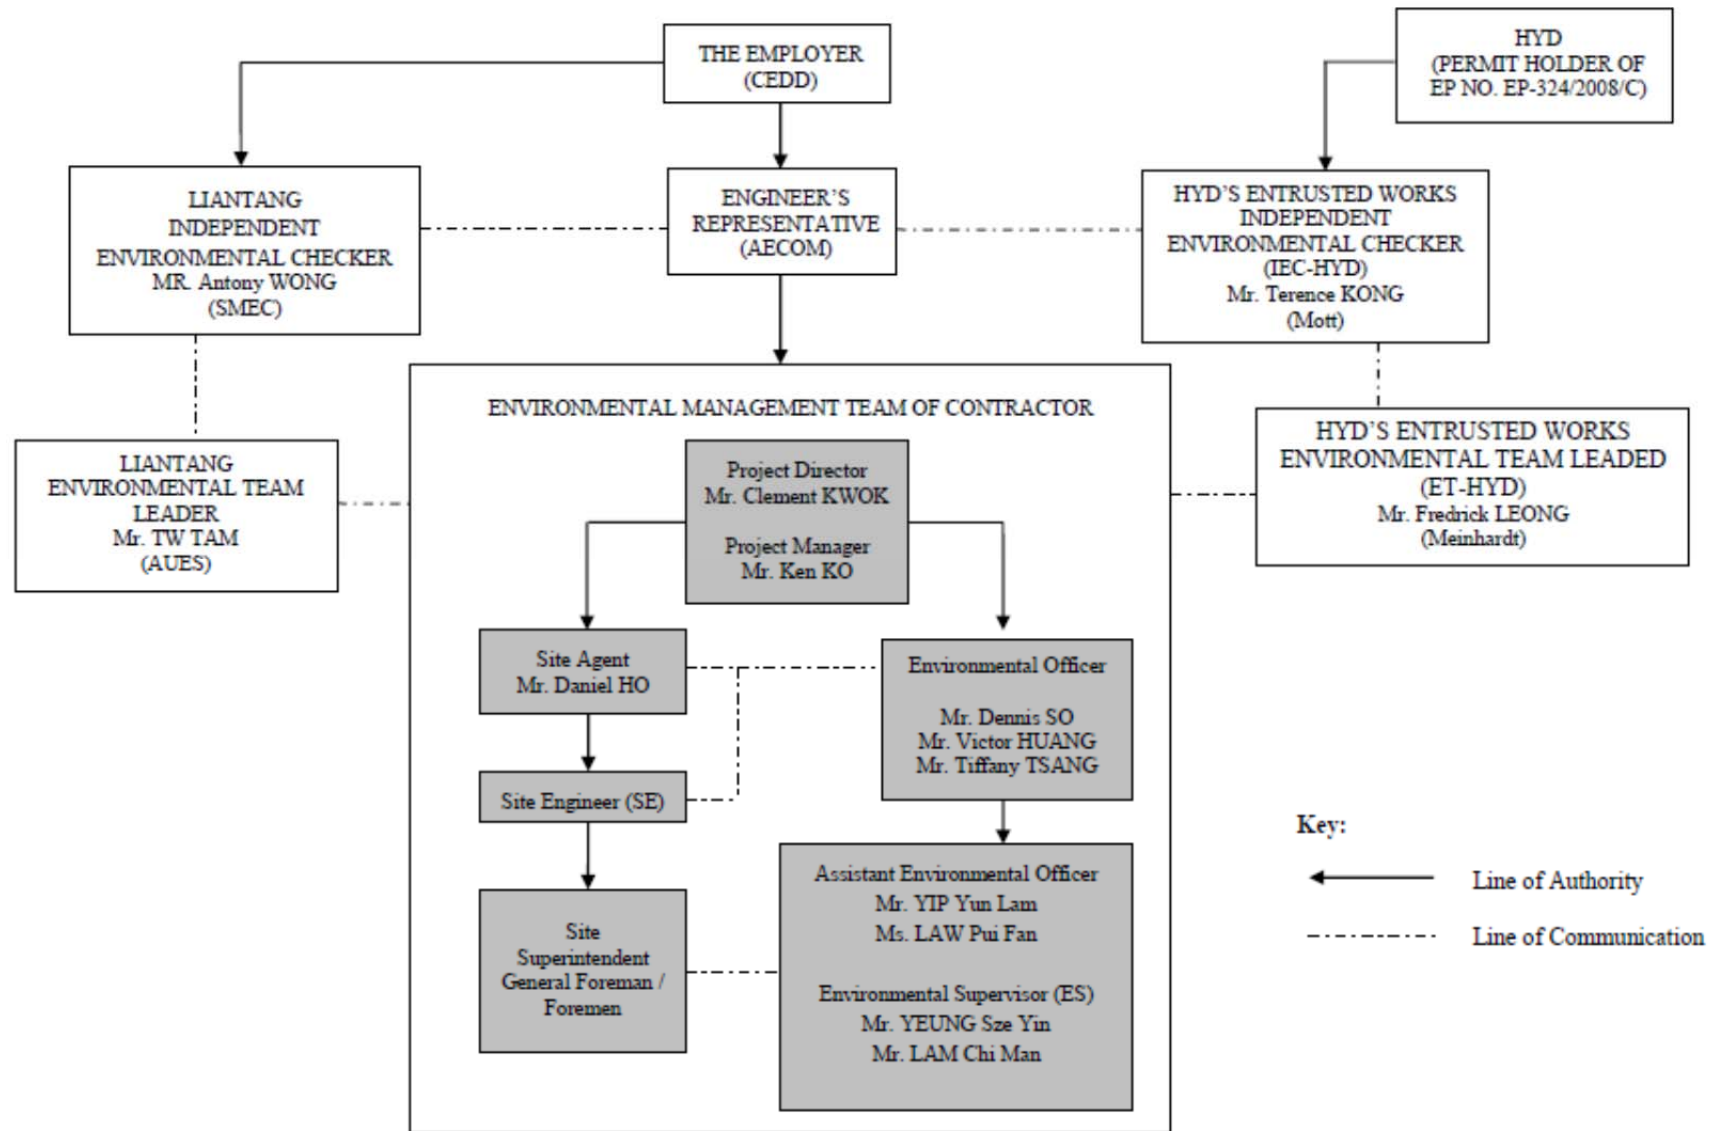 THE EMPLOYER
(CEDD)
HYD
(PERMIT HOLDER OF
EP NO. EP-324/2008/C)
LIANTANG
INDEPENDENT
ENVIRONMENTAL CHECKER
MR. Antony WONG
(SMEC)
ENGINEER'S
REPRESENTATIVE
(AECOM)
HYD'S ENTRUSTED WORKS
INDEPENDENT
ENVIRONMENTAL CHECKER
(IEC-HYD)
Mr. Terence KONG
(Mott)
LIANTANG
ENVIRONMENTAL TEAM
LEADER
Mr. TW TAM
(AUES)
ENVIRONMENTAL MANAGEMENT TEAM OF CONTRACTOR
HYD'S ENTRUSTED WORKS
ENVIRONMENTAL TEAM LEADED
(ET-HYD)
Mr. Fredrick LEONG
(Meinhardt)
Project Director
Mr. Clement KWOK
Project Manager
Mr. Ken KO
Site Agent
Mr. Daniel HO
Environmental Officer
Mr. Dennis SO
Mr. Victor HUANG
Mr. Tiffany TSANG
Site Engineer (SE)
Site
Superintendent
General Foreman /
Foremen
Assistant Environmental Officer
Mr. YIP Yun Lam
Ms. LAW Pui Fan
Environmental Supervisor (ES)
Mr. YEUNG Sze Yin
Mr. LAM Chi Man
Key:
Line of Authority
Line of Communication